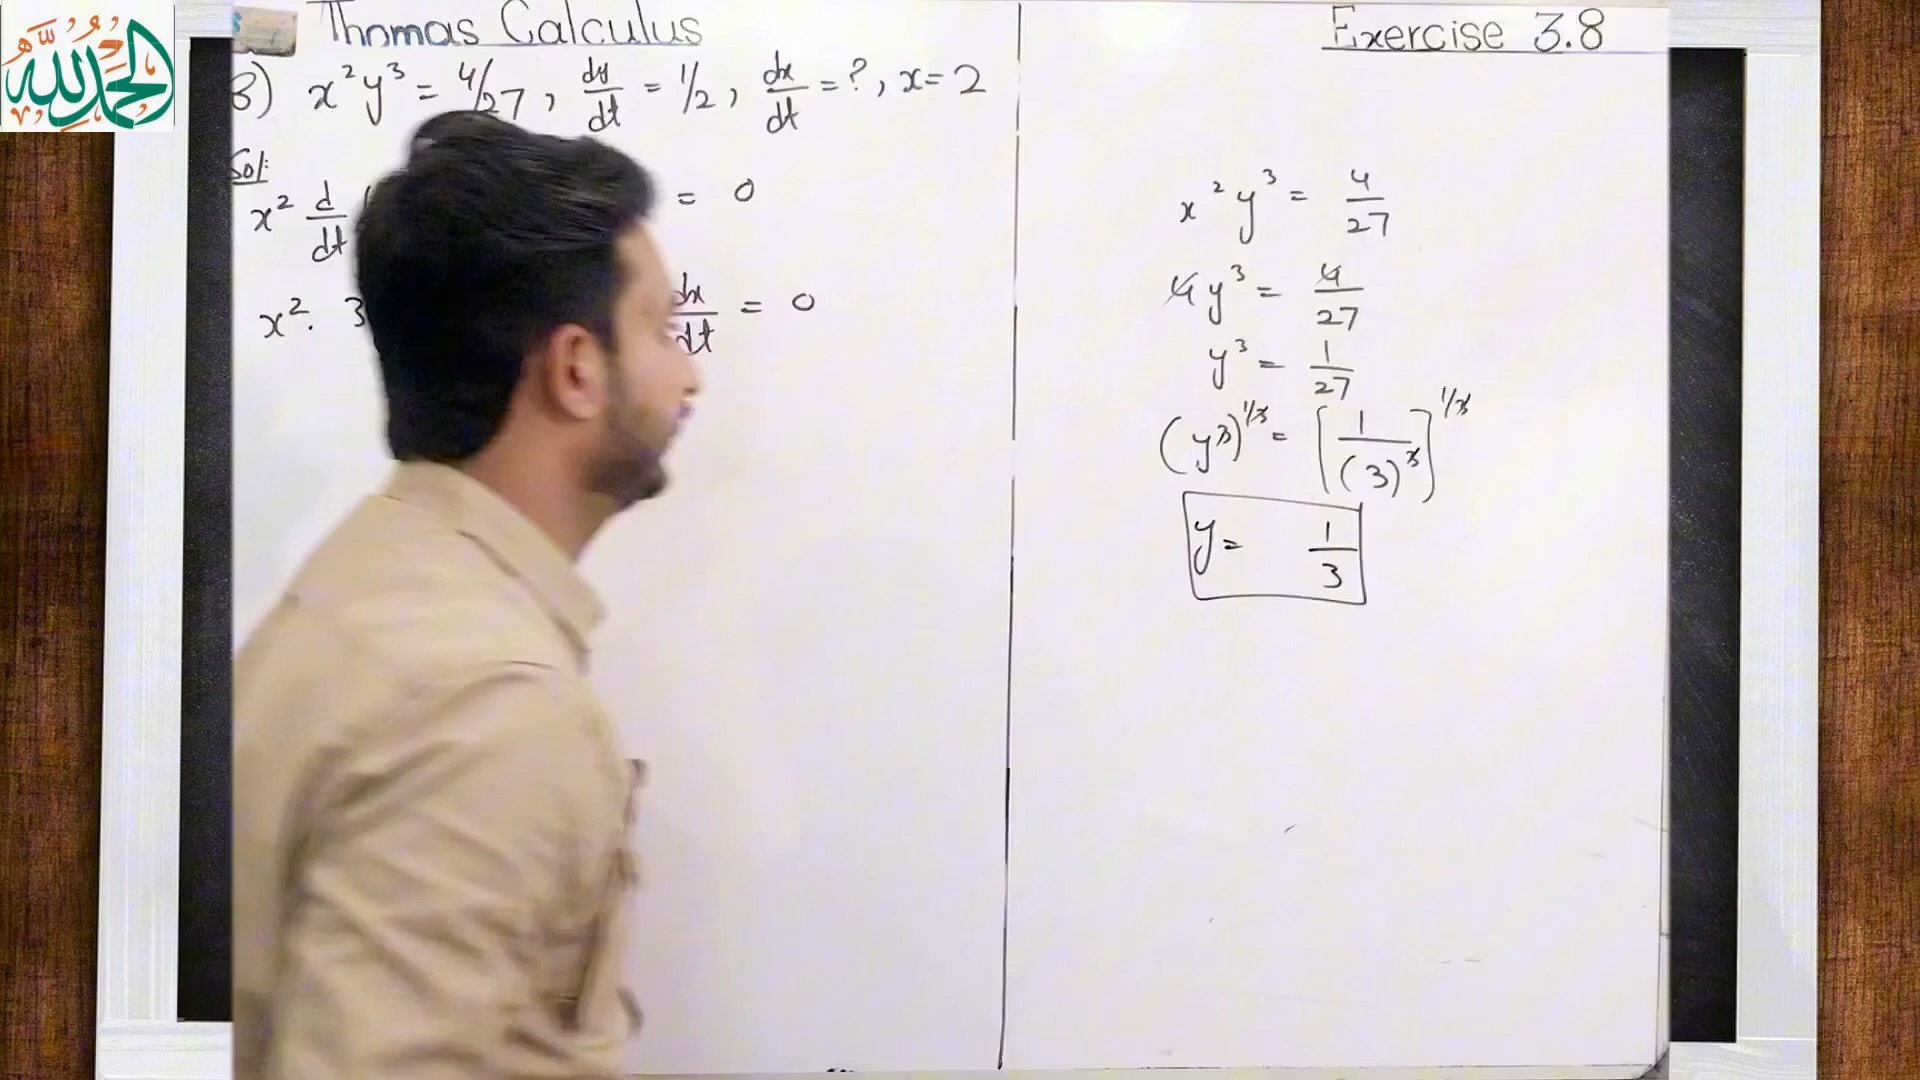 الحمد لله
Thomas Calculus
Exercise 3.8
8) x²y³ = 4/27, dy/dt = 1/2, dx/dt = ?, x = 2
Sol:
x² d/dt = 0
x². 3 dx/dt = 0
x²y³ = 4/27
4y³ = 4/27
y³ = 1/27
(y³)^1/3 = [1/(3)³]^1/3
y = 1/3